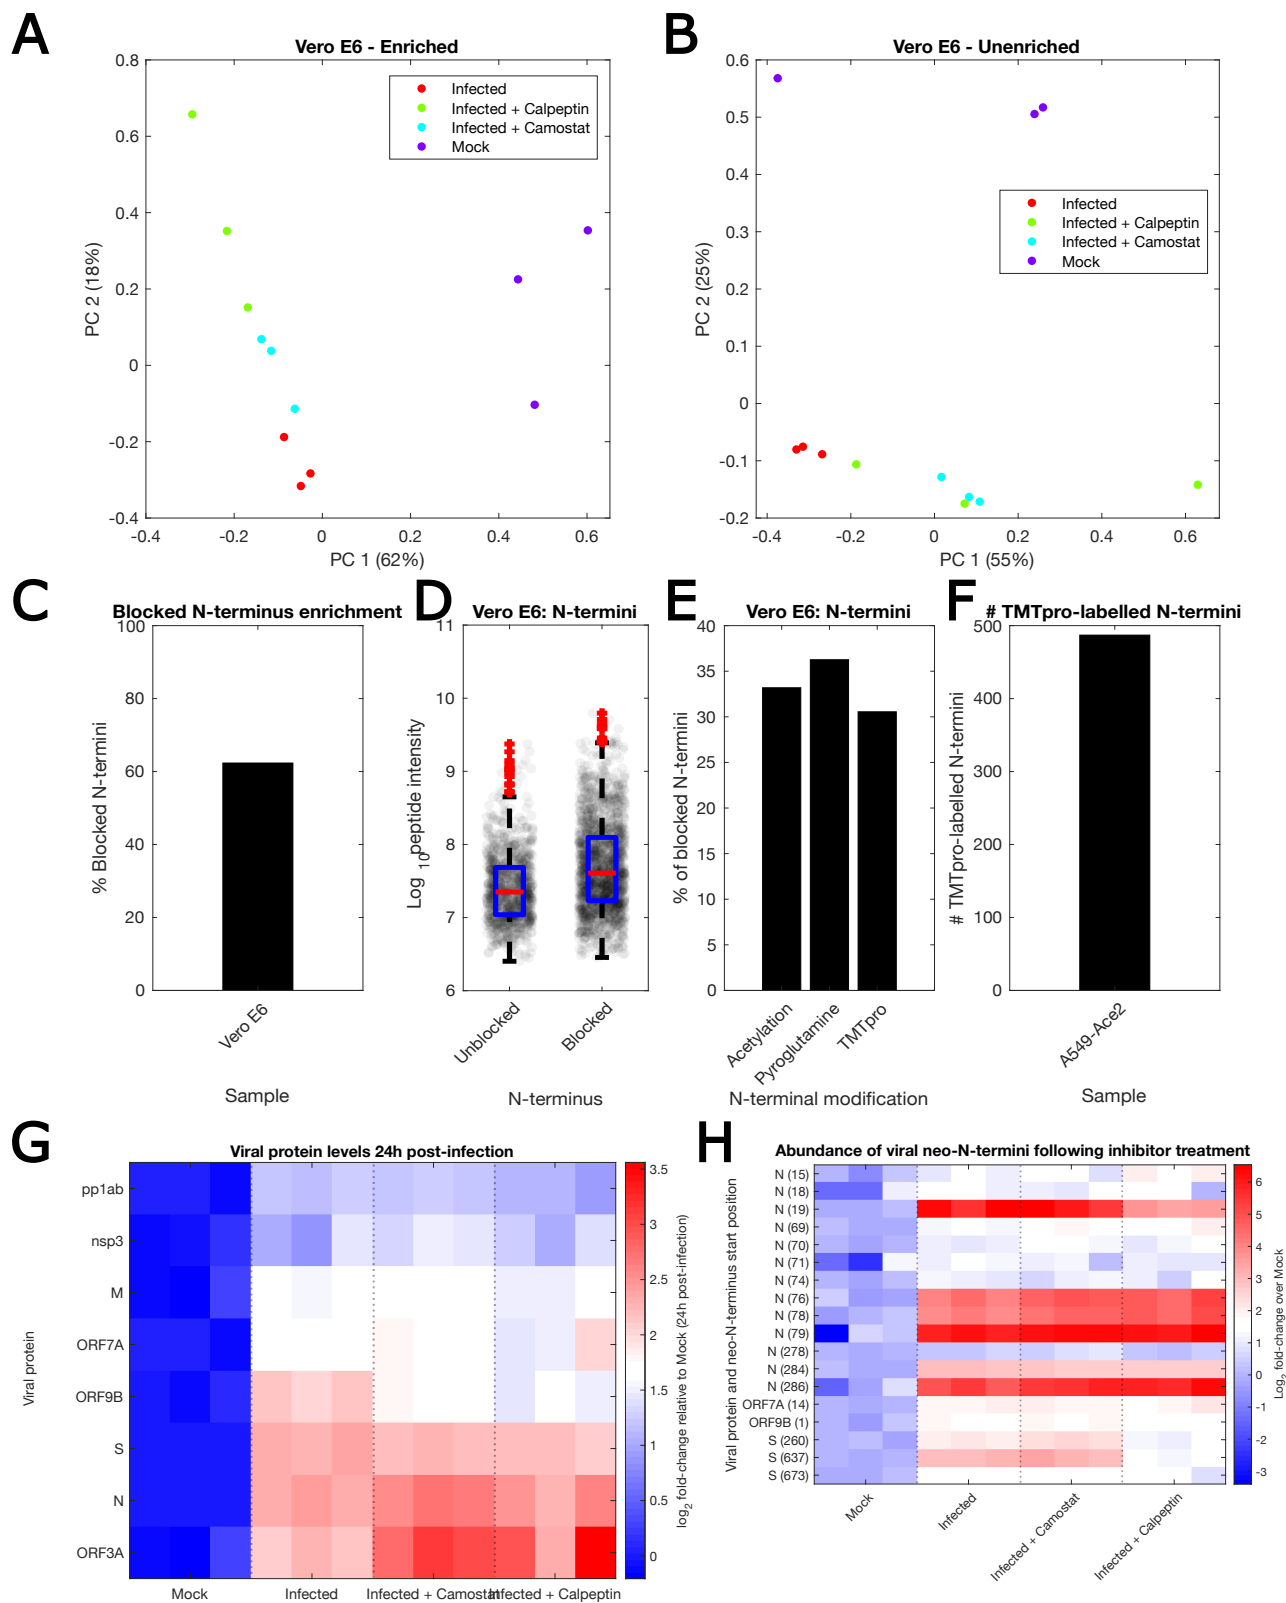 A
Vero E6 - Enriched
0.8
0.6
0.4
0.2
0
-0.2
-0.4
PC 2 (18%)
Infected
Infected + Calpeptin
Infected + Camostat
Mock
-0.4
-0.2
0
0.2
0.4
0.6
PC 1 (62%)
B
Vero E6 - Unenriched
0.6
0.5
0.4
0.3
0.2
0.1
0
-0.1
-0.2
PC 2 (25%)
Infected
Infected + Calpeptin
Infected + Camostat
Mock
-0.4
-0.2
0
0.2
0.4
0.6
PC 1 (55%)
C
Blocked N-terminus enrichment
100
80
60
40
20
0
% Blocked N-termini
Vero E6
Sample
D
Vero E6: N-termini
11
10
9
8
7
6
Log 10 peptide intensity
Unblocked
Blocked
N-terminus
E
Vero E6: N-termini
40
35
30
25
20
15
10
5
0
% of blocked N-termini
Acetylation
Pyroglutamine
TMTpro
N-terminal modification
F
# TMTpro-labelled N-termini
500
400
300
200
100
0
# TMTpro-labelled N-termini
A549-Ace2
Sample
G
Viral protein levels 24h post-infection
Viral protein
pp1ab
nsp3
M
ORF7A
ORF9B
S
N
ORF3A
Mock
Infected
Infected + Camostat
Infected + Calpeptin
3.5
3
2.5
2
1.5
1
0.5
0
log2 fold-change relative to Mock (24h post-infection)
H
Abundance of viral neo-N-termini following inhibitor treatment
Viral protein and neo-N-terminus start position
N (15)
N (18)
N (19)
N (69)
N (70)
N (71)
N (74)
N (76)
N (78)
N (79)
N (278)
N (284)
N (286)
ORF7A (14)
ORF9B (1)
S (260)
S (637)
S (673)
Mock
Infected
Infected + Camostat
Infected + Calpeptin
6
5
4
3
2
1
0
-1
-2
-3
Log2 fold-change over Mock